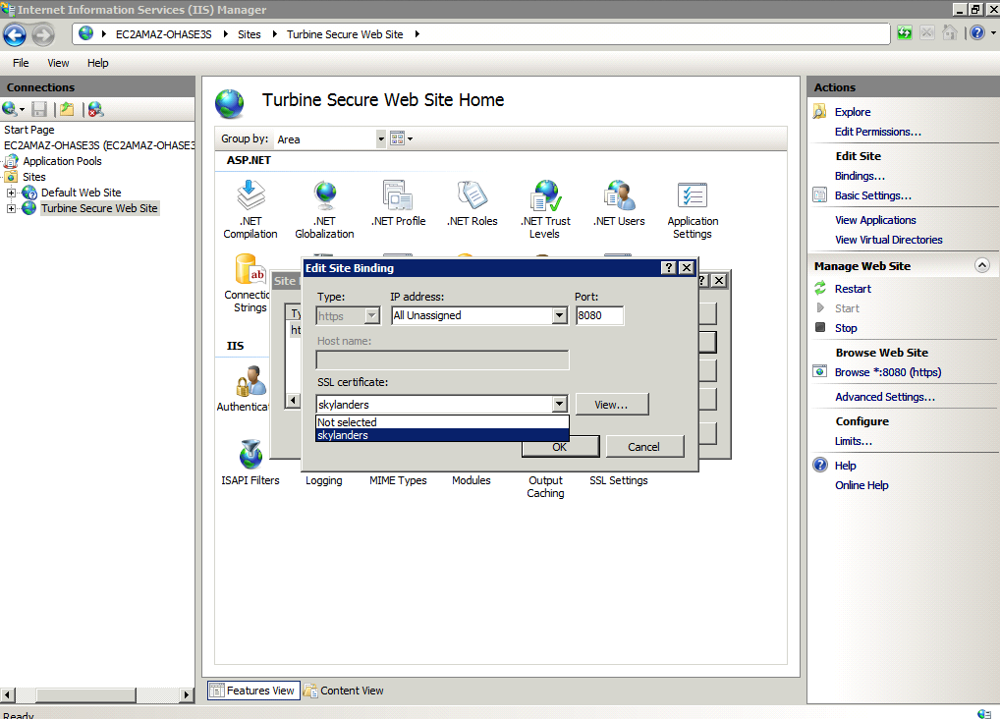 Internet Information Services (IIS) Manager
EC2AMAZ-OHASE3S
Sites
Turbine Secure Web Site
File
View
Help
Connections
Start Page
EC2AMAZ-OHASE3S (EC2AMAZ-OHASE3
Application Pools
Sites
Default Web Site
Turbine Secure Web Site
Turbine Secure Web Site Home
Group by:
Area
ASP.NET
.NET
Compilation
.NET
Globalization
.NET Profile
.NET Roles
.NET Trust
Levels
.NET Users
Application
Settings
Connectio
Strings
IIS
Authentica
ISAPI Filters
Logging
MIME Types
Modules
Output
Caching
SSL Settings
Site
Ty
ht
Edit Site Binding
Type:
IP address:
Port:
https
All Unassigned
8080
Host name:
SSL certificate:
skylanders
View...
Not selected
skylanders
OK
Cancel
Features View
Content View
Ready
Actions
Explore
Edit Permissions...
Edit Site
Bindings...
Basic Settings...
View Applications
View Virtual Directories
Manage Web Site
Restart
Start
Stop
Browse Web Site
Browse *:8080 (https)
Advanced Settings...
Configure
Limits...
Help
Online Help